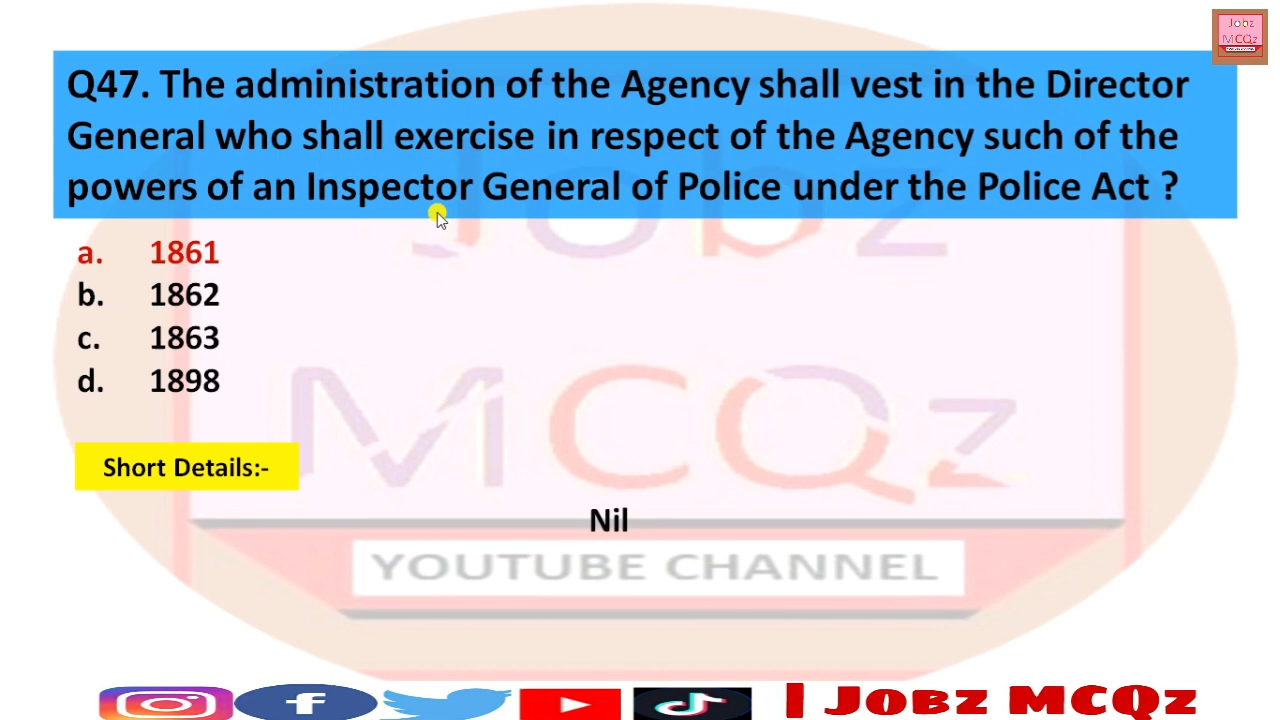 Jobz
MCQz
Q47. The administration of the Agency shall vest in the Director
General who shall exercise in respect of the Agency such of the
powers of an Inspector General of Police under the Police Act ?
a. 1861
b. 1862
c. 1863
d. 1898
Jobz
MCQz
Short Details:-
Nil
YOUTUBE CHANNEL
| Jobz MCQz